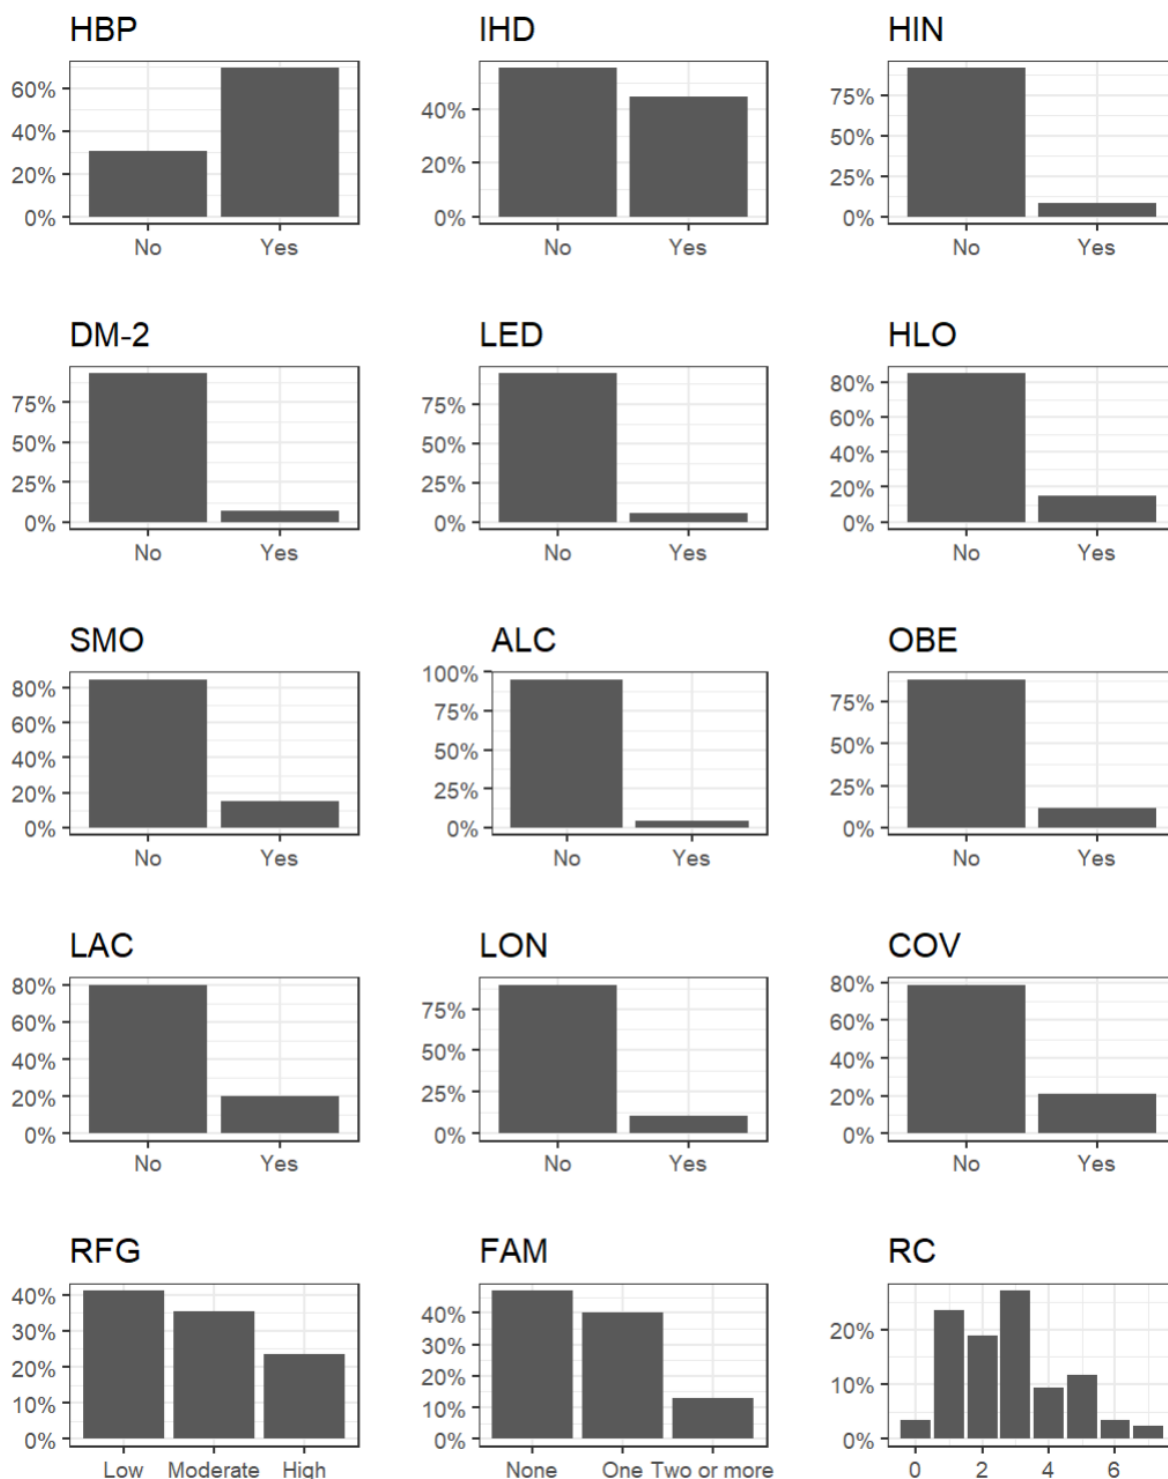 HBP IHD HIN
60% 40% 20% 0%
40% 20% 0%
75% 50% 25% 0%
No Yes No Yes No Yes
DM-2 LED HLO
75% 50% 25% 0%
75% 50% 25% 0%
80% 60% 40% 20% 0%
No Yes No Yes No Yes
SMO ALC OBE
80% 60% 40% 20% 0%
100% 75% 50% 25% 0%
75% 50% 25% 0%
No Yes No Yes No Yes
LAC LON COV
80% 60% 40% 20% 0%
75% 50% 25% 0%
80% 60% 40% 20% 0%
No Yes No Yes No Yes
RFG FAM RC
40% 30% 20% 10% 0%
40% 30% 20% 10% 0%
20% 10% 0%
Low Moderate High None One Two or more 0 2 4 6